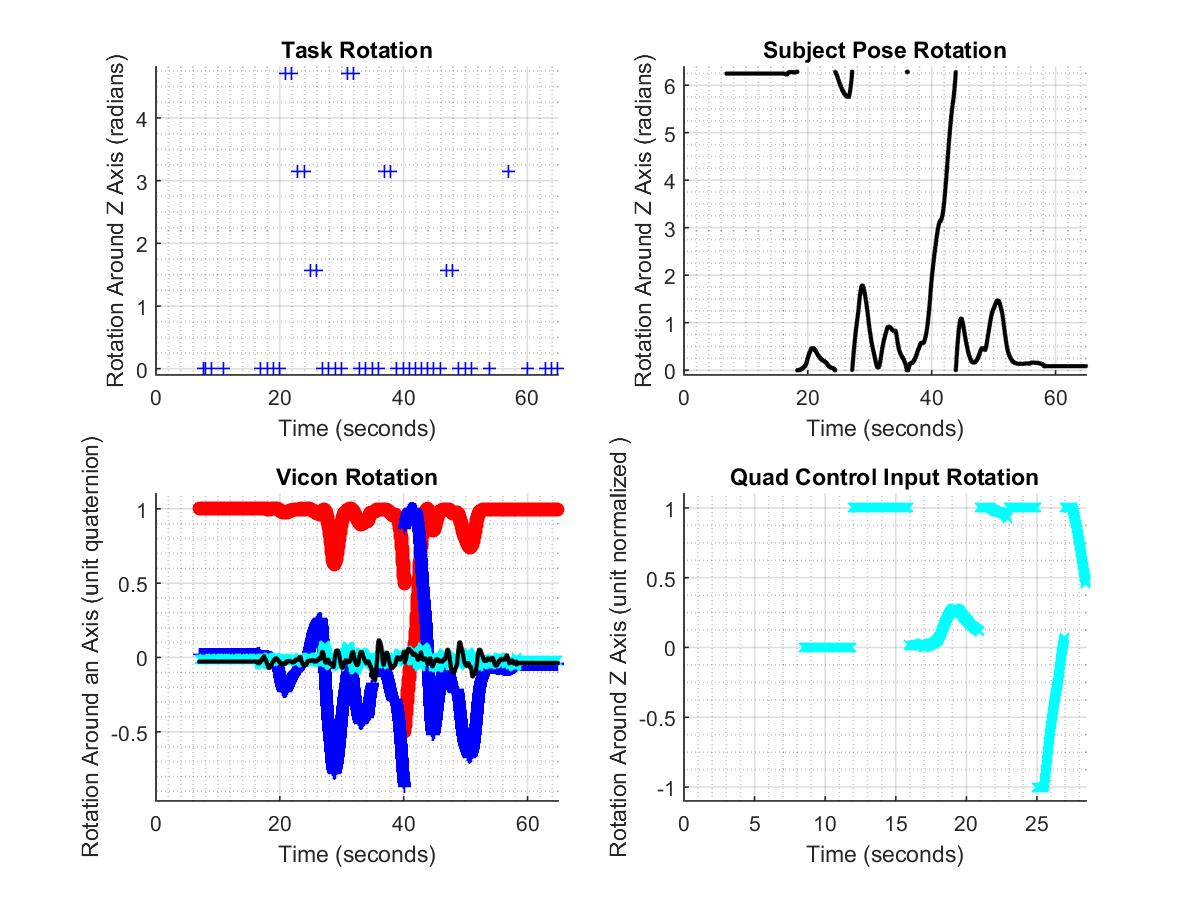 Task Rotation
Rotation Around Z Axis (radians)
4
3
2
1
0
0 20 40 60
Time (seconds)
Subject Pose Rotation
Rotation Around Z Axis (radians)
6
5
4
3
2
1
0
0 20 40 60
Time (seconds)
Vicon Rotation
Rotation Around an Axis (unit quaternion)
1
0.5
0
-0.5
0 20 40 60
Time (seconds)
Quad Control Input Rotation
Rotation Around Z Axis (unit normalized )
1
0.5
0
-0.5
-1
0 5 10 15 20 25
Time (seconds)